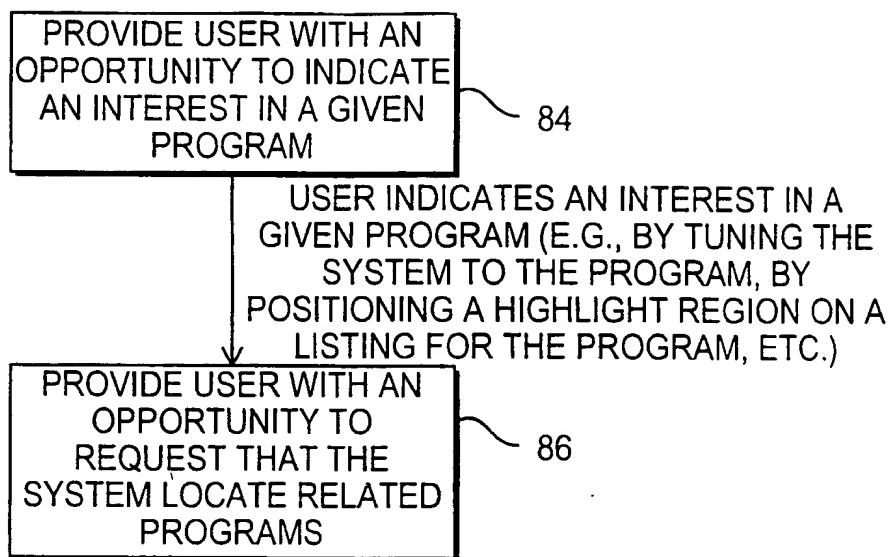 PROVIDE USER WITH AN
OPPORTUNITY TO INDICATE
AN INTEREST IN A GIVEN
PROGRAM
84
USER INDICATES AN INTEREST IN A
GIVEN PROGRAM (E.G., BY TUNING THE
SYSTEM TO THE PROGRAM, BY
POSITIONING A HIGHLIGHT REGION ON A
LISTING FOR THE PROGRAM, ETC.)
PROVIDE USER WITH AN
OPPORTUNITY TO
REQUEST THAT THE
SYSTEM LOCATE RELATED
PROGRAMS
86